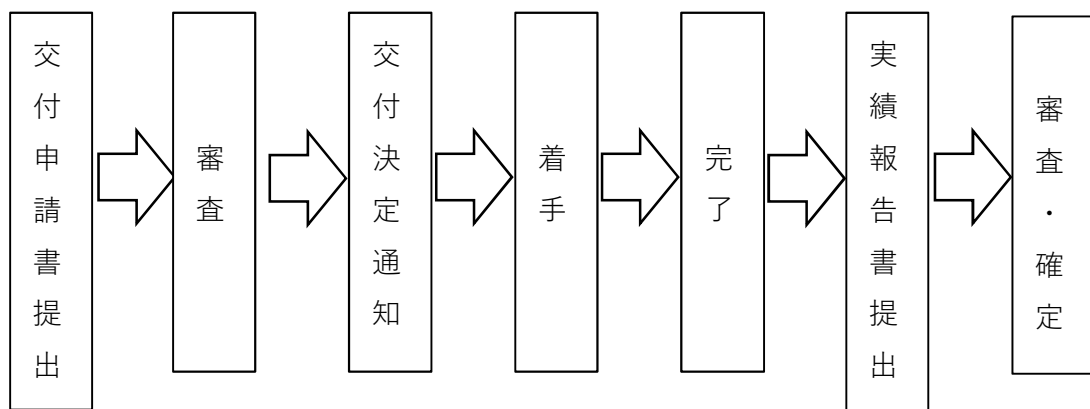 交付申請書提出
審査
交付決定通知
着手
完了
実績報告書提出
審査・確定